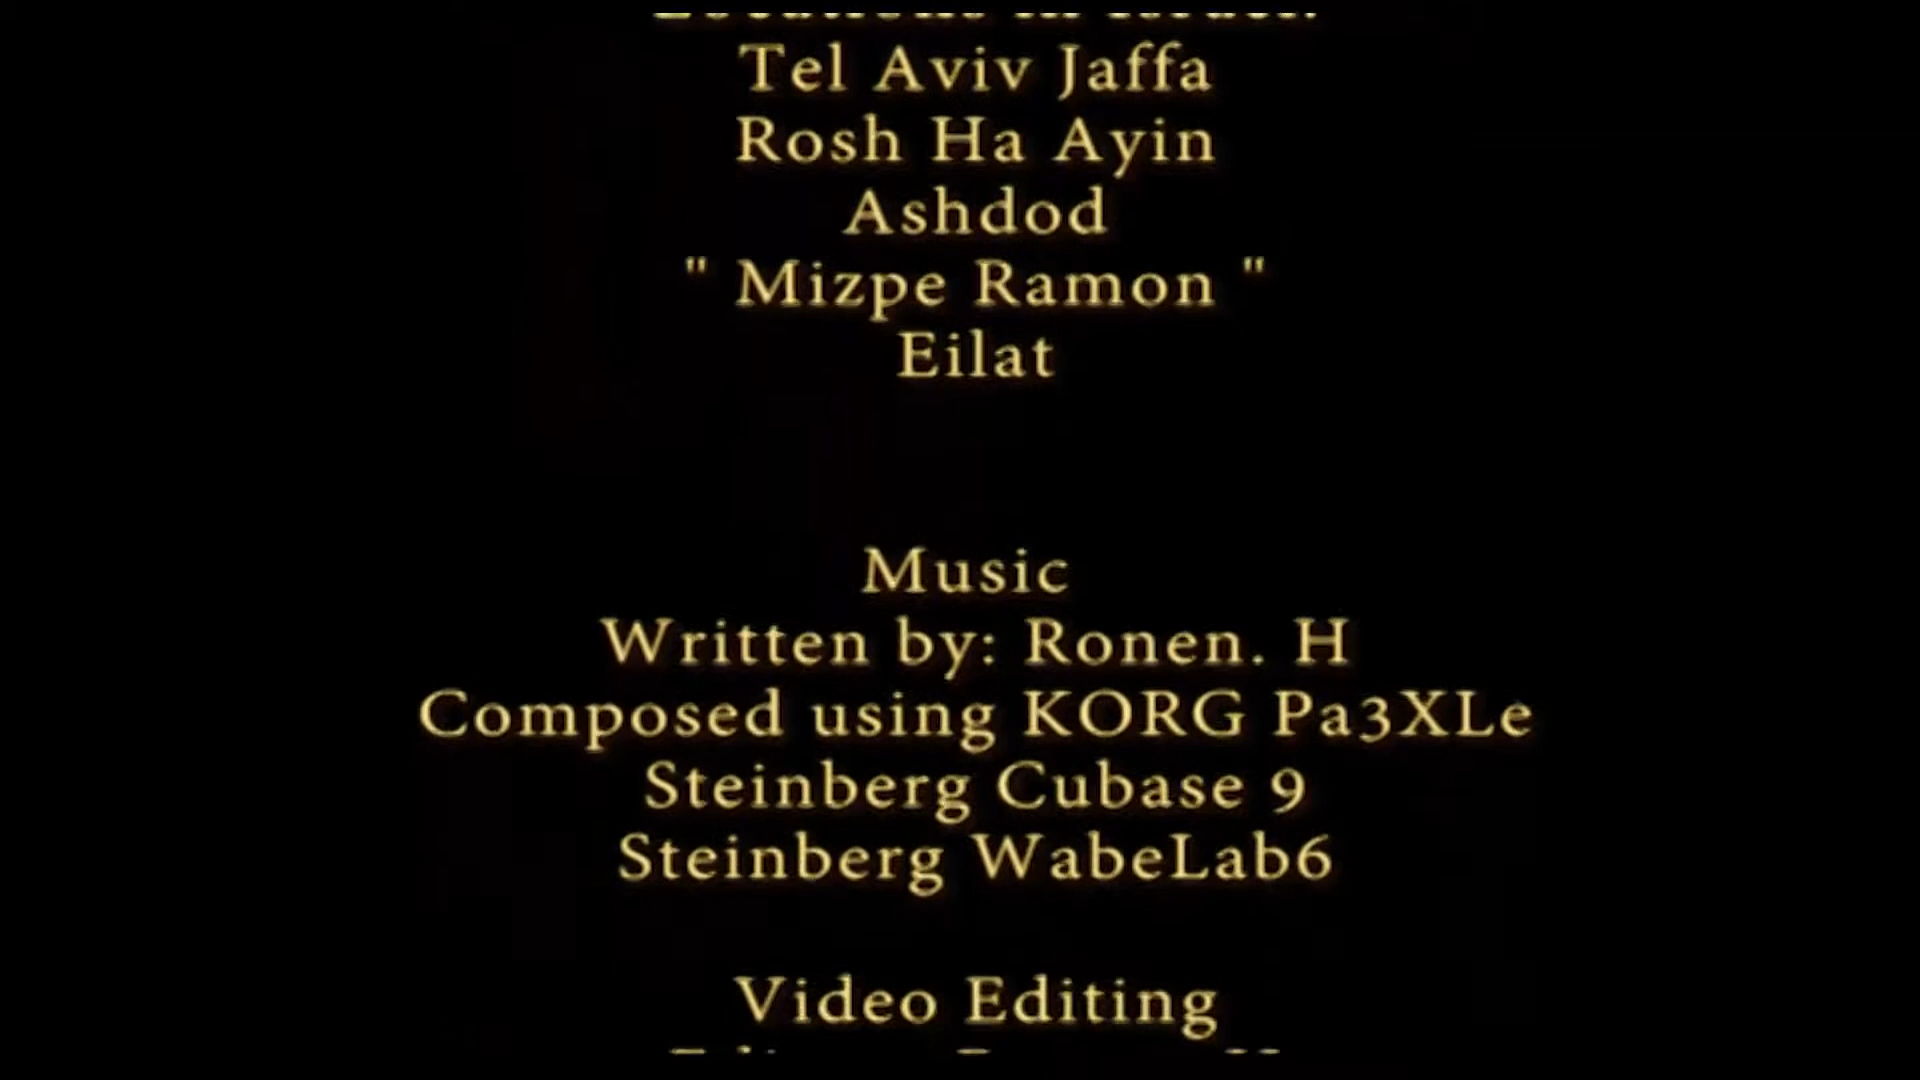 Tel Aviv Jaffa
Rosh Ha Ayin
Ashdod
" Mizpe Ramon "
Eilat
Music
Written by: Ronen. H
Composed using KORG Pa3XLe
Steinberg Cubase 9
Steinberg WabeLab6
Video Editing